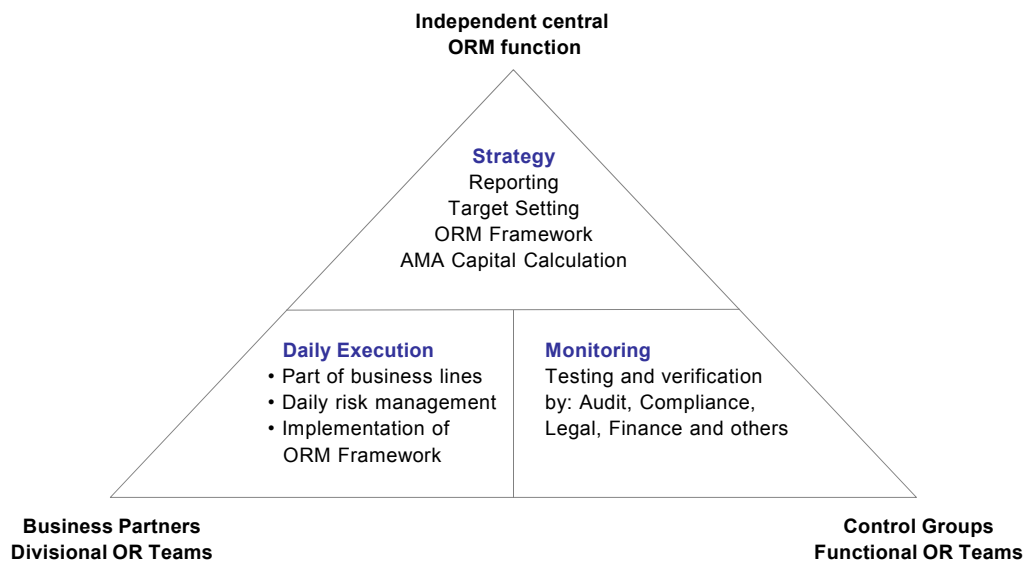 Independent central
ORM function
Strategy
Reporting
Target Setting
ORM Framework
AMA Capital Calculation
Daily Execution
• Part of business lines
• Daily risk management
• Implementation of
ORM Framework
Monitoring
Testing and verification
by: Audit, Compliance,
Legal, Finance and others
Business Partners
Divisional OR Teams
Control Groups
Functional OR Teams